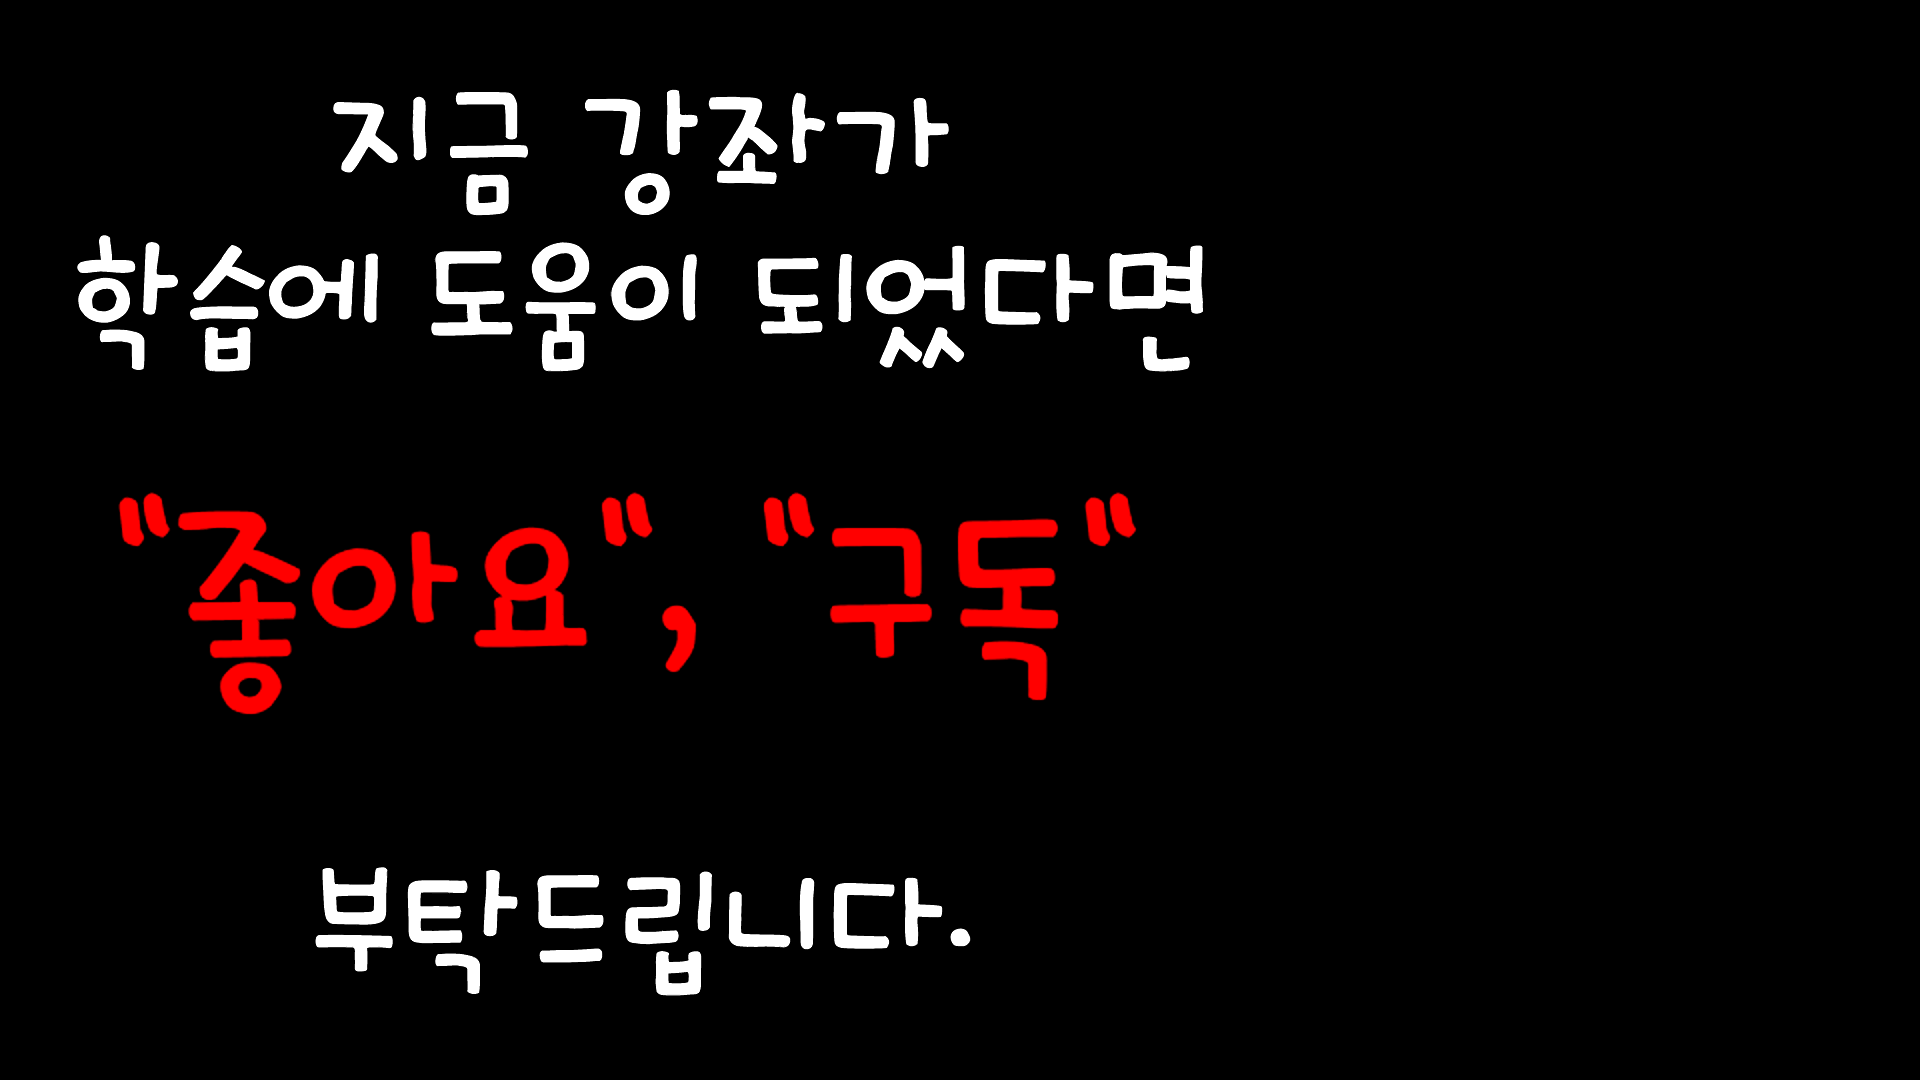 지금 강좌가
학습에 도움이 되었다면
"좋아요", "구독"
부탁드립니다.